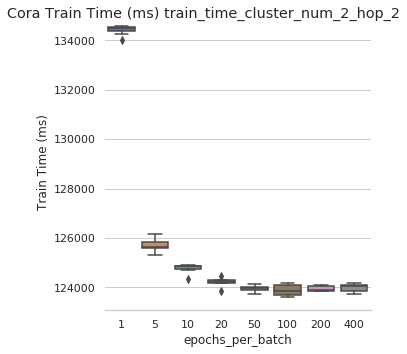 Cora Train Time (ms) train_time_cluster_num_2_hop_2
134000
132000
130000
128000
126000
124000
Train Time (ms)
1 5 10 20 50 100 200 400
epochs_per_batch